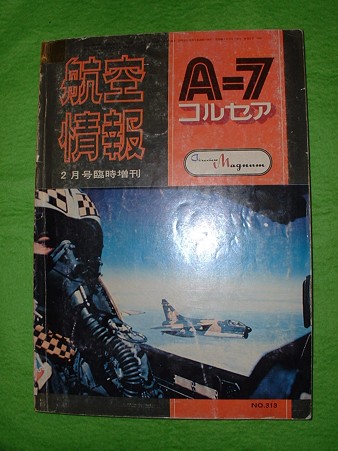 航空
情報
2月号臨時増刊
A=7
コルセア
Magnum
NO.315